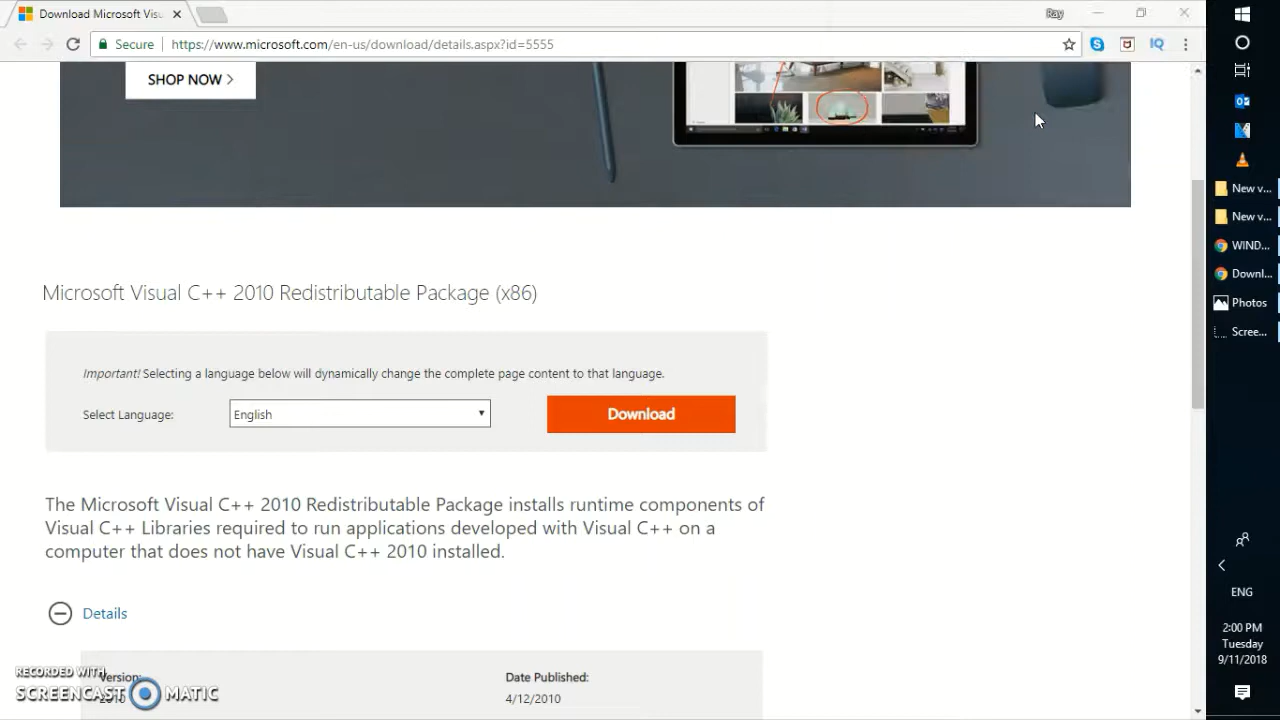 Download Microsoft Visu
Ray
Secure
https://www.microsoft.com/en-us/download/details.aspx?id=5555
SHOP NOW
Microsoft Visual C++ 2010 Redistributable Package (x86)
Important! Selecting a language below will dynamically change the complete page content to that language.
Select Language:
English
Download
The Microsoft Visual C++ 2010 Redistributable Package installs runtime components of
Visual C++ Libraries required to run applications developed with Visual C++ on a
computer that does not have Visual C++ 2010 installed.
Details
Version:
2010
Date Published:
4/12/2010
RECORDED WITH
SCREENCAST MATIC
New v...
New v...
WIND...
Downl...
Photos
Scree...
ENG
2:00 PM
Tuesday
9/11/2018